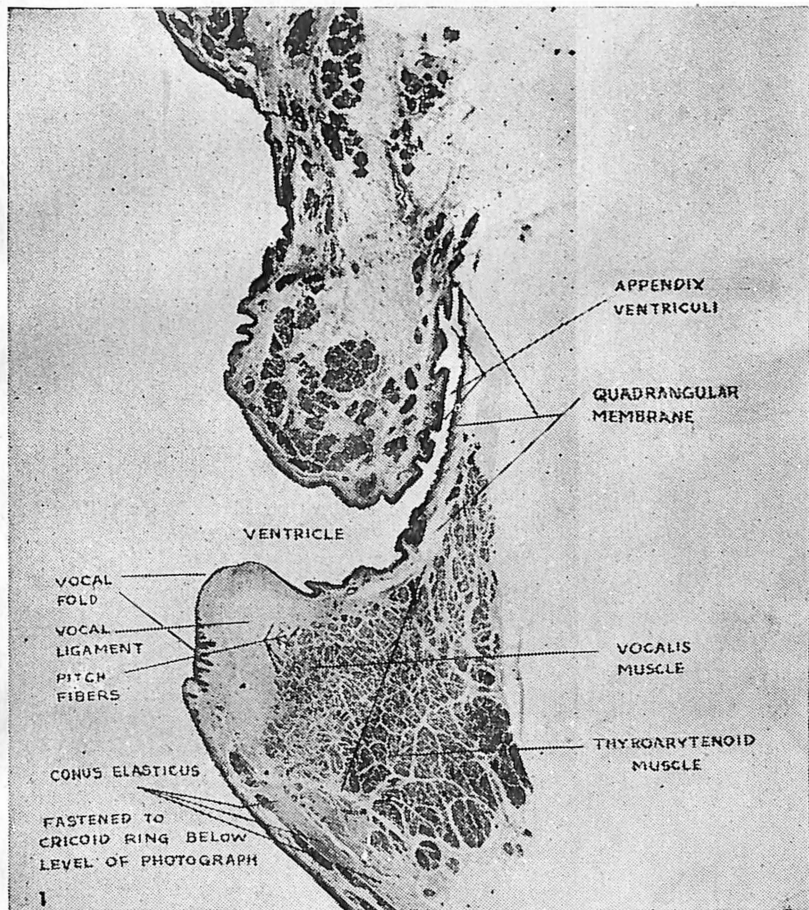 APPENDIX
VENTRICULI
QUADRANGULAR
MEMBRANE
VENTRICLE
VOCAL
FOLD
VOCAL
LIGAMENT
PITCH
FIBERS
VOCALIS
MUSCLE
THYROARYTENOID
MUSCLE
CONUS ELASTICUS
FASTENED TO
CRICOID RING BELOW
LEVEL OF PHOTOGRAPH
1